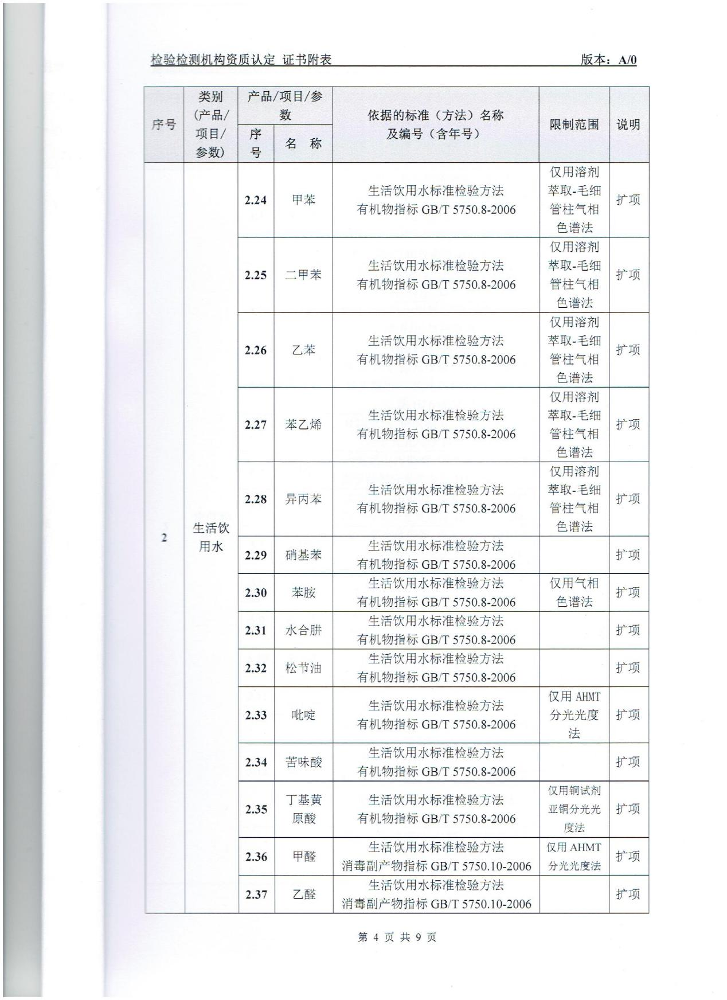 检验检测机构资质认定 证书附表 版本：A/0
序号
类别
(产品/
项目/
参数)
产品/项目/参
数
序
号
名 称
依据的标准（方法）名称
及编号（含年号）
限制范围
说明
2
生活饮
用水
2.24
甲苯
生活饮用水标准检验方法
有机物指标 GB/T 5750.8-2006
仅用溶剂
萃取-毛细
管柱气相
色谱法
扩项
2.25
二甲苯
生活饮用水标准检验方法
有机物指标 GB/T 5750.8-2006
仅用溶剂
萃取-毛细
管柱气相
色谱法
扩项
2.26
乙苯
生活饮用水标准检验方法
有机物指标 GB/T 5750.8-2006
仅用溶剂
萃取-毛细
管柱气相
色谱法
扩项
2.27
苯乙烯
生活饮用水标准检验方法
有机物指标 GB/T 5750.8-2006
仅用溶剂
萃取-毛细
管柱气相
色谱法
扩项
2.28
异丙苯
生活饮用水标准检验方法
有机物指标 GB/T 5750.8-2006
仅用溶剂
萃取-毛细
管柱气相
色谱法
扩项
2.29
硝基苯
生活饮用水标准检验方法
有机物指标 GB/T 5750.8-2006
扩项
2.30
苯胺
生活饮用水标准检验方法
有机物指标 GB/T 5750.8-2006
仅用气相
色谱法
扩项
2.31
水合肼
生活饮用水标准检验方法
有机物指标 GB/T 5750.8-2006
扩项
2.32
松节油
生活饮用水标准检验方法
有机物指标 GB/T 5750.8-2006
扩项
2.33
吡啶
生活饮用水标准检验方法
有机物指标 GB/T 5750.8-2006
仅用 AHMT
分光光度
法
扩项
2.34
苦味酸
生活饮用水标准检验方法
有机物指标 GB/T 5750.8-2006
扩项
2.35
丁基黄
原酸
生活饮用水标准检验方法
有机物指标 GB/T 5750.8-2006
仅用铜试剂
亚铜分光光
度法
扩项
2.36
甲醛
生活饮用水标准检验方法
消毒副产物指标 GB/T 5750.10-2006
仅用 AHMT
分光光度法
扩项
2.37
乙醛
生活饮用水标准检验方法
消毒副产物指标 GB/T 5750.10-2006
扩项
第 4 页 共 9 页